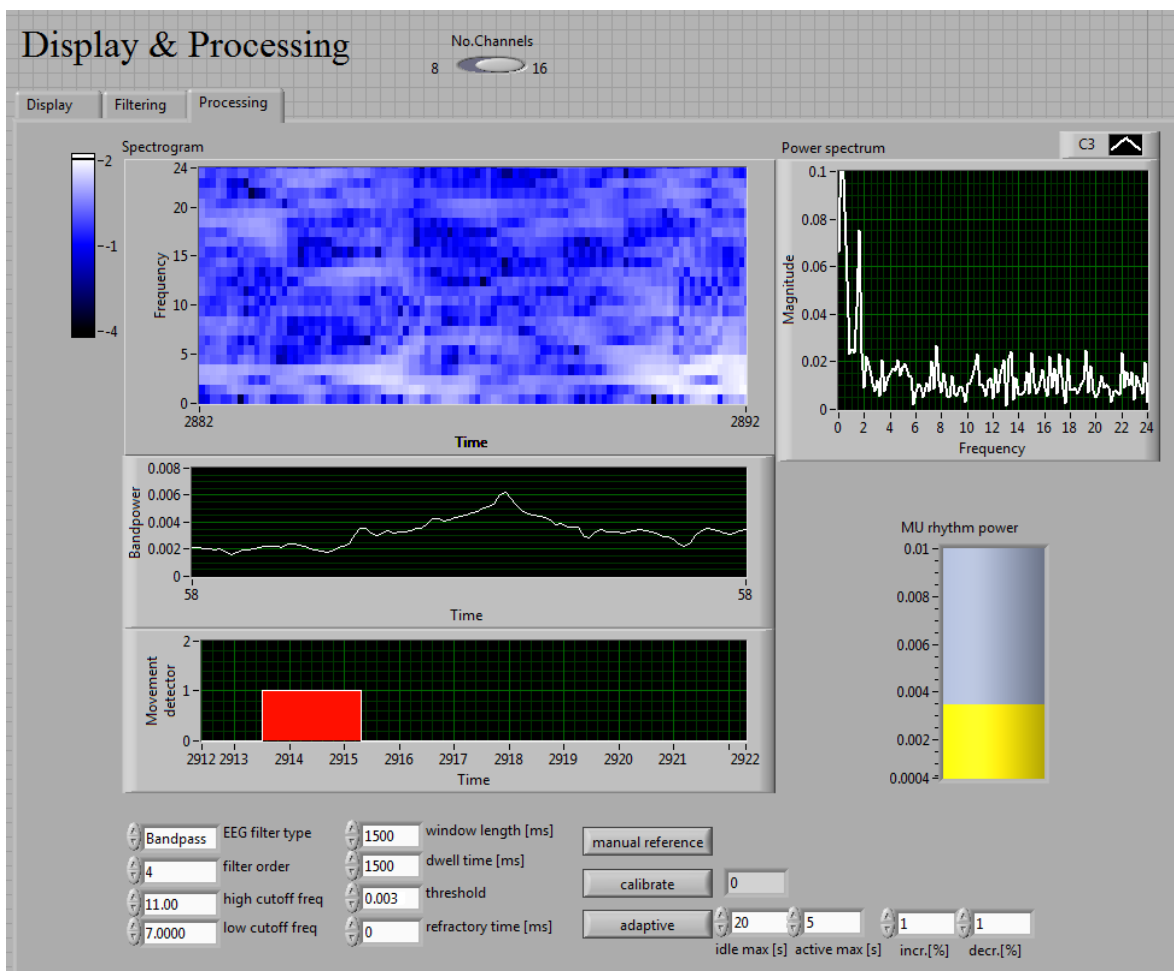 Display & Processing
No.Channels
8 16
Display Filtering Processing
Spectrogram
2
-1
-4
24
20
15
10
5
0
Frequency
2882 2892
Time
Power spectrum
C3
0.1
0.08
0.06
0.04
0.02
0
Magnitude
0 2 4 6 8 10 12 14 16 18 20 22 24
Frequency
0.008
0.006
0.004
0.002
0
Bandpower
58 58
Time
2
1
0
Movement
detector
2912 2913 2914 2915 2916 2917 2918 2919 2920 2921 2922
Time
MU rhythm power
0.01
0.008
0.006
0.004
0.002
0.0004
Bandpass EEG filter type
4 filter order
11.00 high cutoff freq
7.0000 low cutoff freq
1500 window length [ms]
1500 dwell time [ms]
0.003 threshold
0 refractory time [ms]
manual reference
calibrate 0
adaptive 20 5 1 1
idle max [s] active max [s] incr.[%] decr.[%]